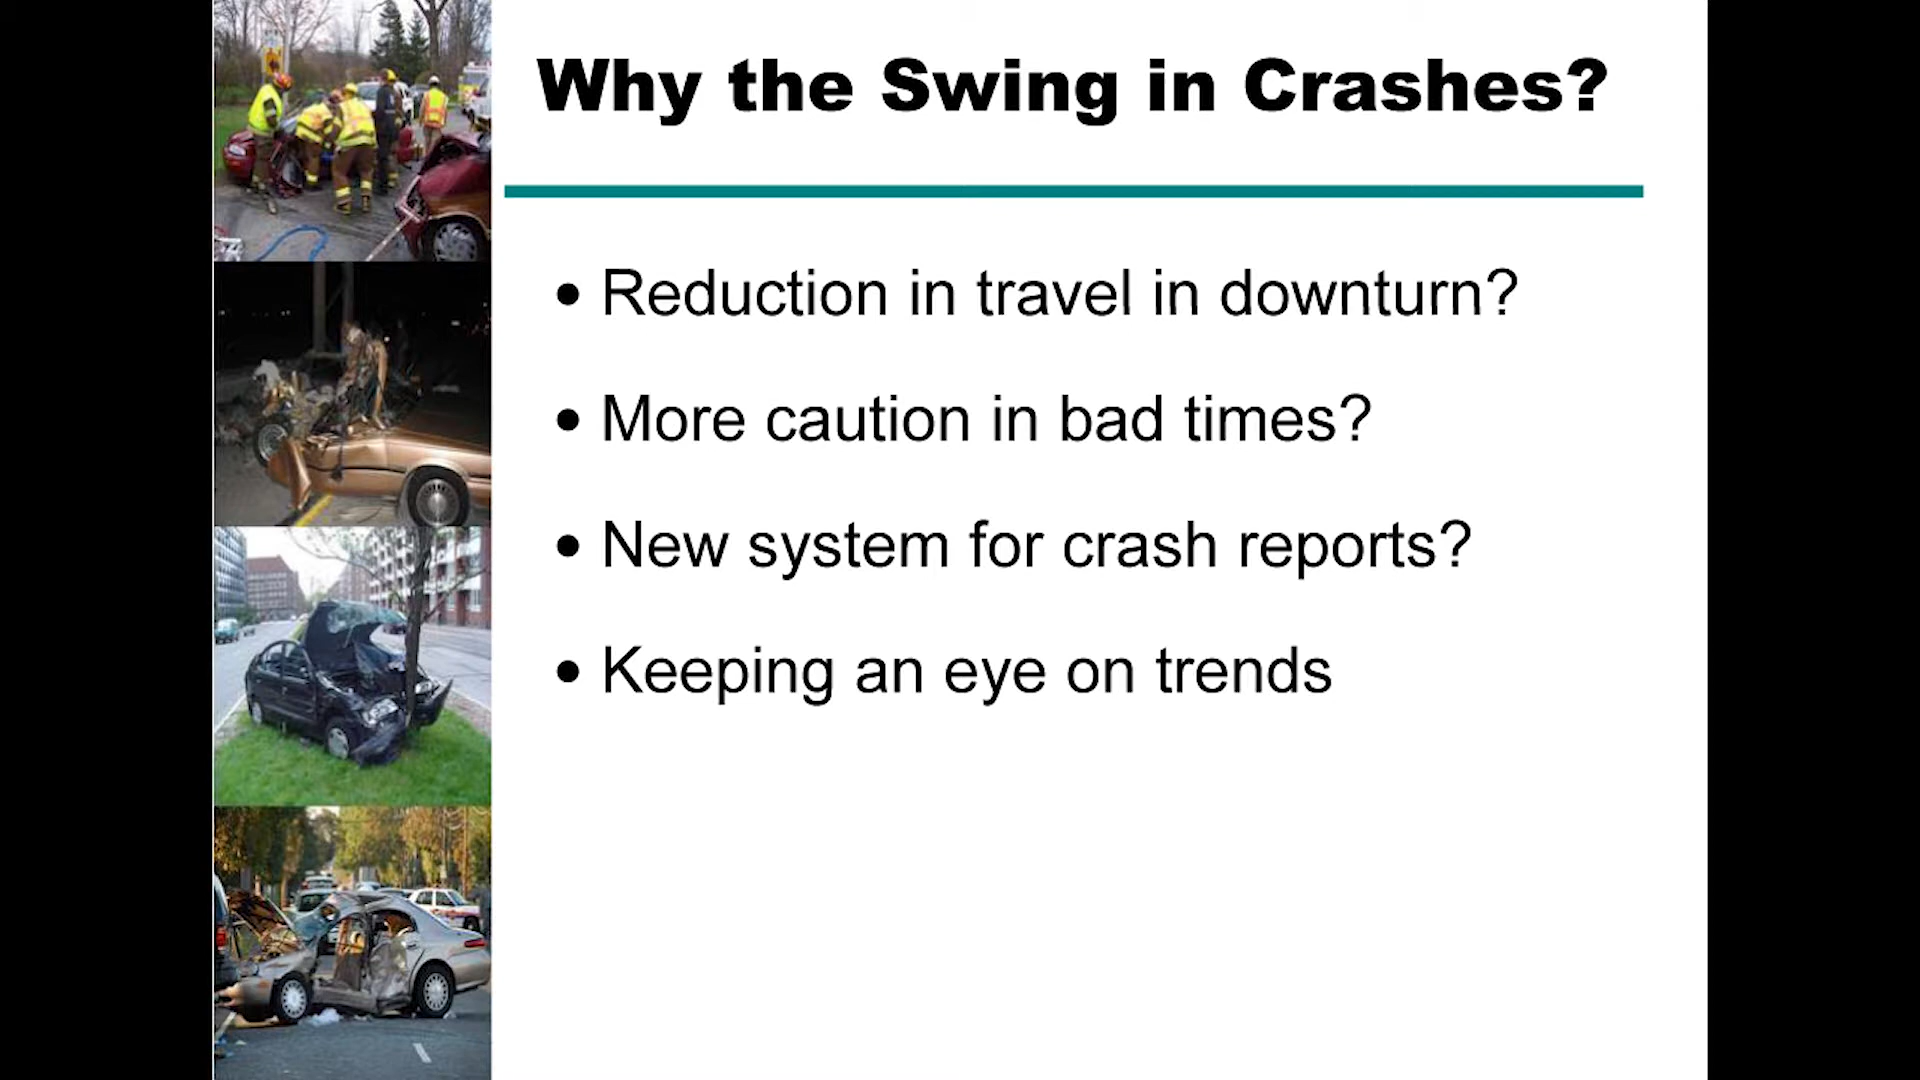 Why the Swing in Crashes?
• Reduction in travel in downturn?
• More caution in bad times?
• New system for crash reports?
• Keeping an eye on trends